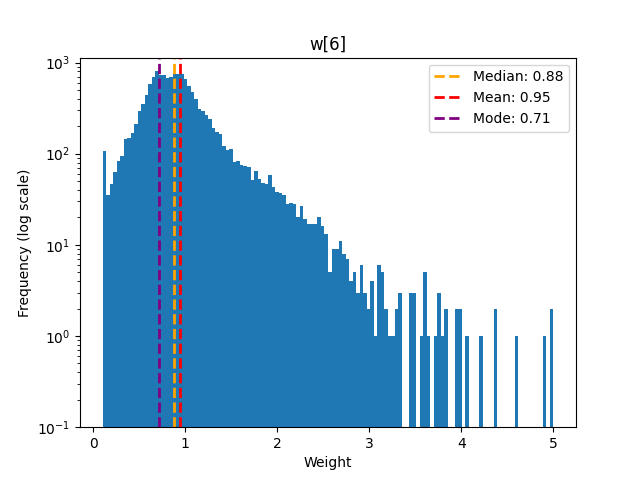 w[6]
Median: 0.88
Mean: 0.95
Mode: 0.71
Frequency (log scale)
10³
10²
10¹
10⁰
10⁻¹
0 1 2 3 4 5
Weight